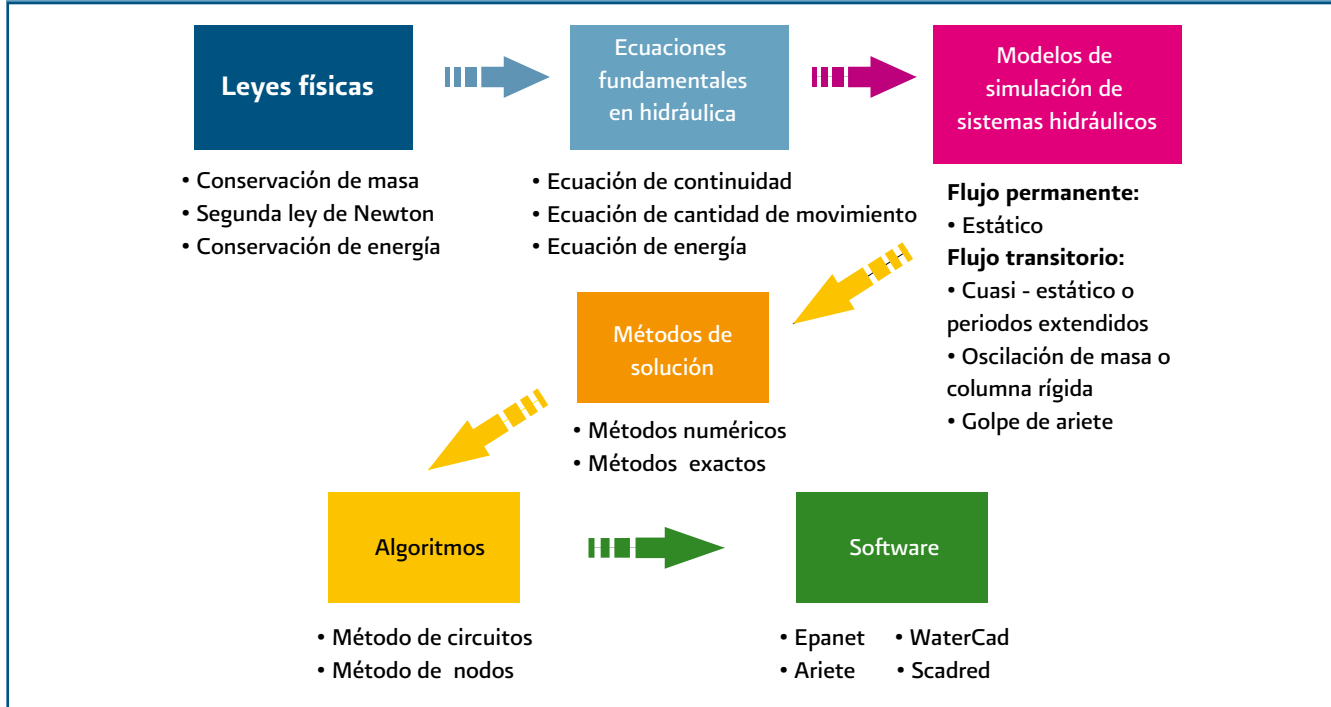 Leyes físicas
• Conservación de masa
• Segunda ley de Newton
• Conservación de energía
Ecuaciones
fundamentales
en hidráulica
• Ecuación de continuidad
• Ecuación de cantidad de movimiento
• Ecuación de energía
Modelos de
simulación de
sistemas hidráulicos
Flujo permanente:
• Estático
Flujo transitorio:
• Cuasi - estático o
periodos extendidos
• Oscilación de masa o
columna rígida
• Golpe de ariete
Métodos de
solución
• Métodos numéricos
• Métodos exactos
Algoritmos
• Método de circuitos
• Método de nodos
Software
• Epanet • WaterCad
• Ariete • Scadred